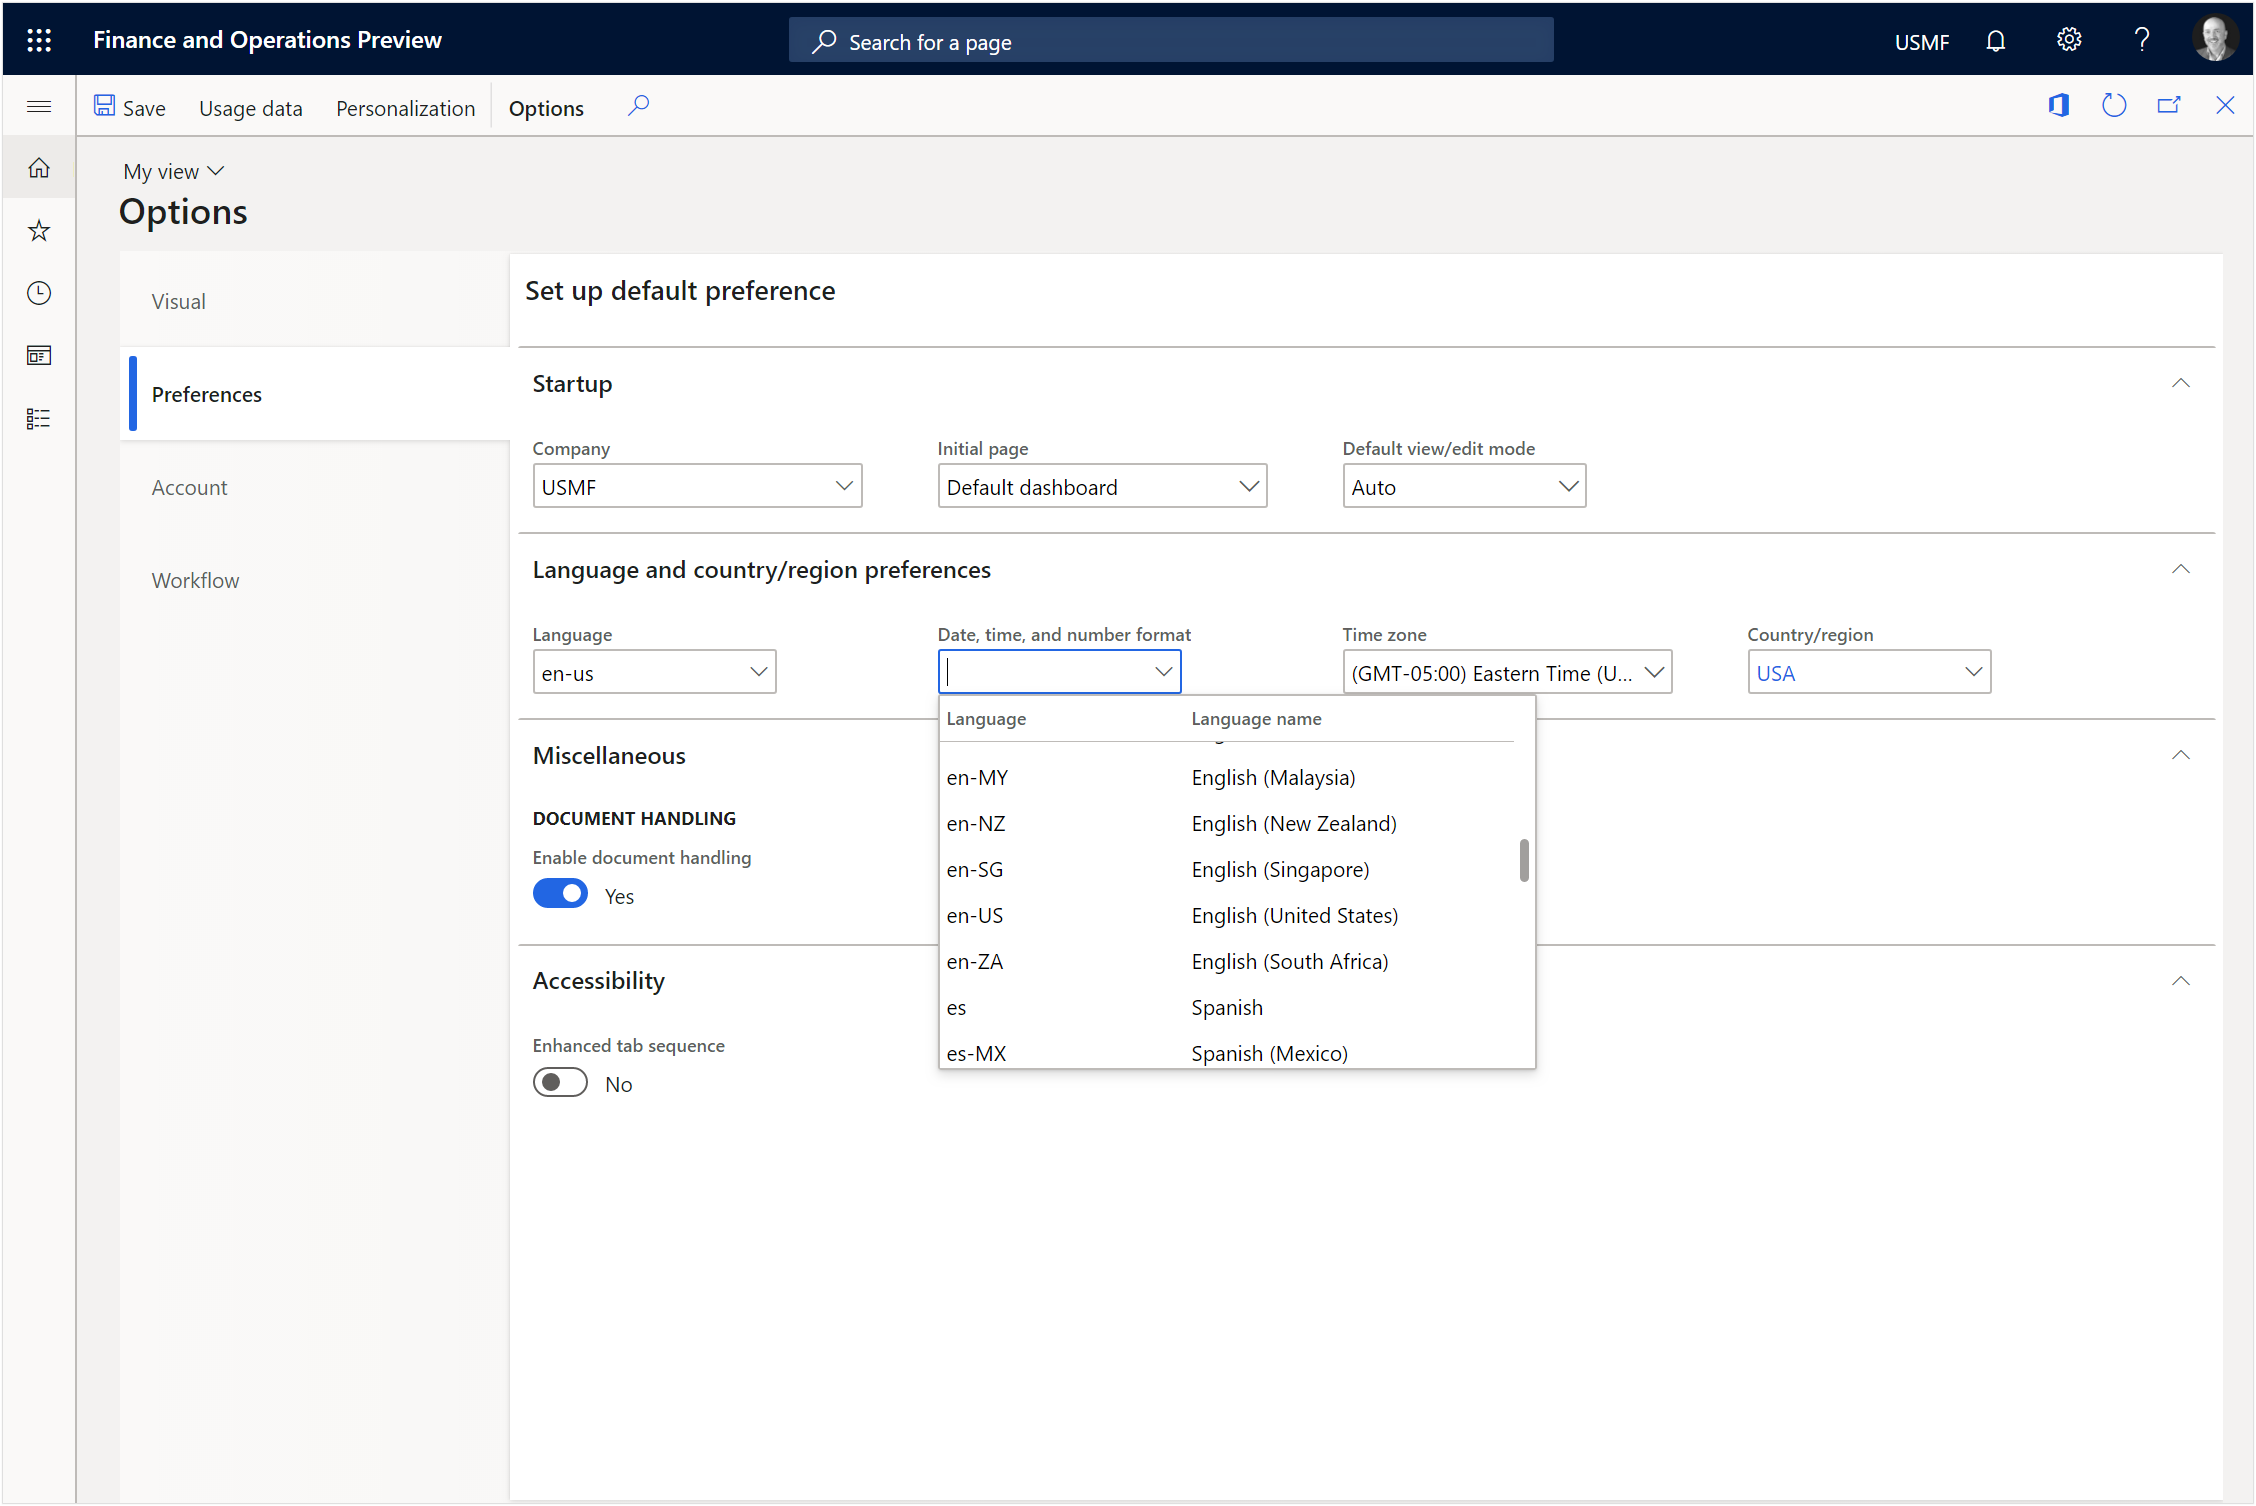 Finance and Operations Preview
Search for a page
USMF
Save
Usage data
Personalization
Options
My view
Options
Visual
Preferences
Account
Workflow
Set up default preference
Startup
Company
Initial page
Default view/edit mode
USMF
Default dashboard
Auto
Language and country/region preferences
Language
Date, time, and number format
Time zone
Country/region
en-us
(GMT-05:00) Eastern Time (U...
USA
Language
Language name
en-MY
English (Malaysia)
en-NZ
English (New Zealand)
en-SG
English (Singapore)
en-US
English (United States)
en-ZA
English (South Africa)
es
Spanish
es-MX
Spanish (Mexico)
Miscellaneous
DOCUMENT HANDLING
Enable document handling
Yes
Accessibility
Enhanced tab sequence
No